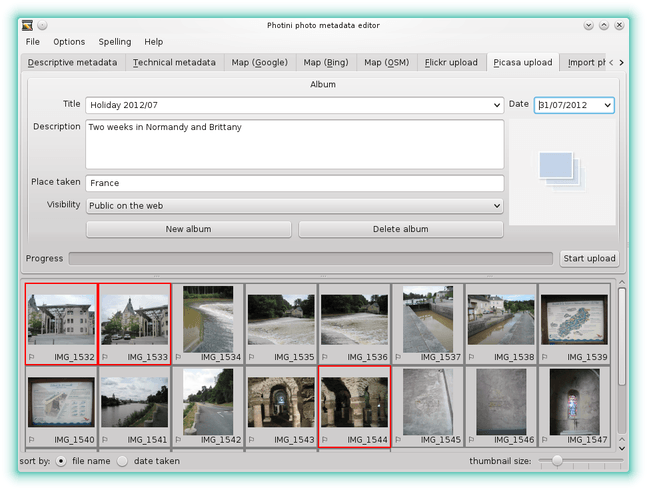 Photini photo metadata editor
File Options Spelling Help
Descriptive metadata Technical metadata Map (Google) Map (Bing) Map (OSM) Flickr upload Picasa upload Import ph
Album
Title Holiday 2012/07 Date 31/07/2012
Description Two weeks in Normandy and Brittany
Place taken France
Visibility Public on the web
New album Delete album
Progress Start upload
IMG_1532 IMG_1533 IMG_1534 IMG_1535 IMG_1536 IMG_1537 IMG_1538 IMG_1539
IMG_1540 IMG_1541 IMG_1542 IMG_1543 IMG_1544 IMG_1545 IMG_1546 IMG_1547
sort by: file name date taken thumbnail size: